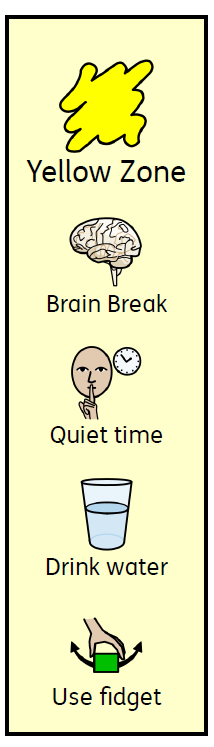 Yellow Zone
Brain Break
Quiet time
Drink water
Use fidget